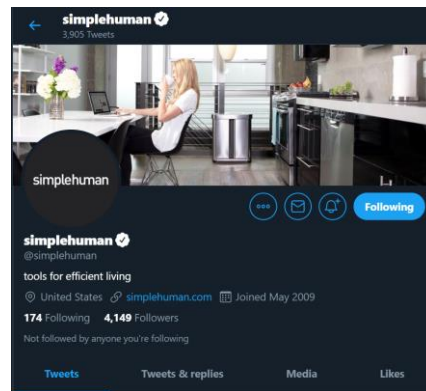 simplehuman
3,905 Tweets
simplehuman
Following
simplehuman
@simplehuman
tools for efficient living
United States simplehuman.com Joined May 2009
174 Following 4,149 Followers
Not followed by anyone you're following
Tweets Tweets & replies Media Likes